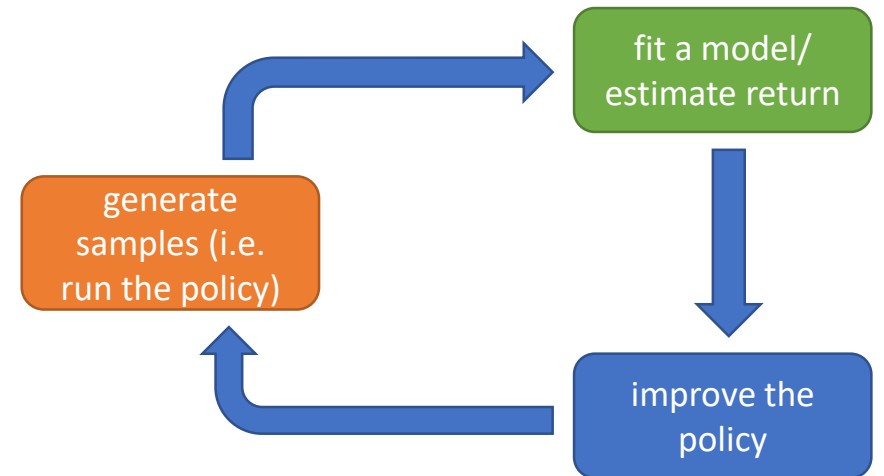 fit a model/
estimate return
generate
samples (i.e.
run the policy)
improve the
policy